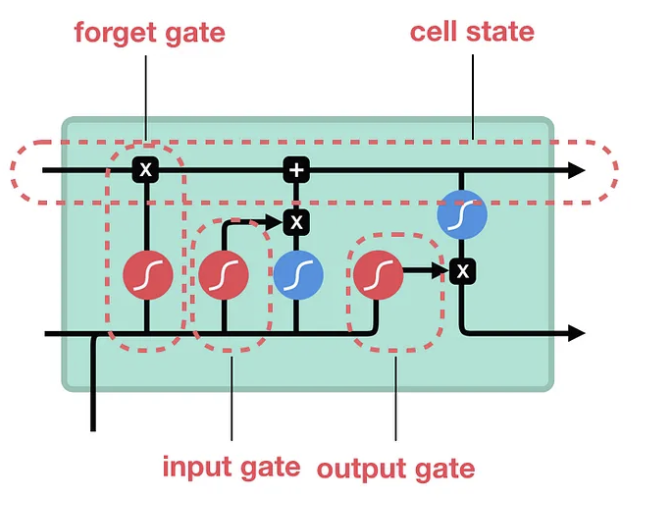 forget gate
cell state
X
+
X
X
input gate
output gate